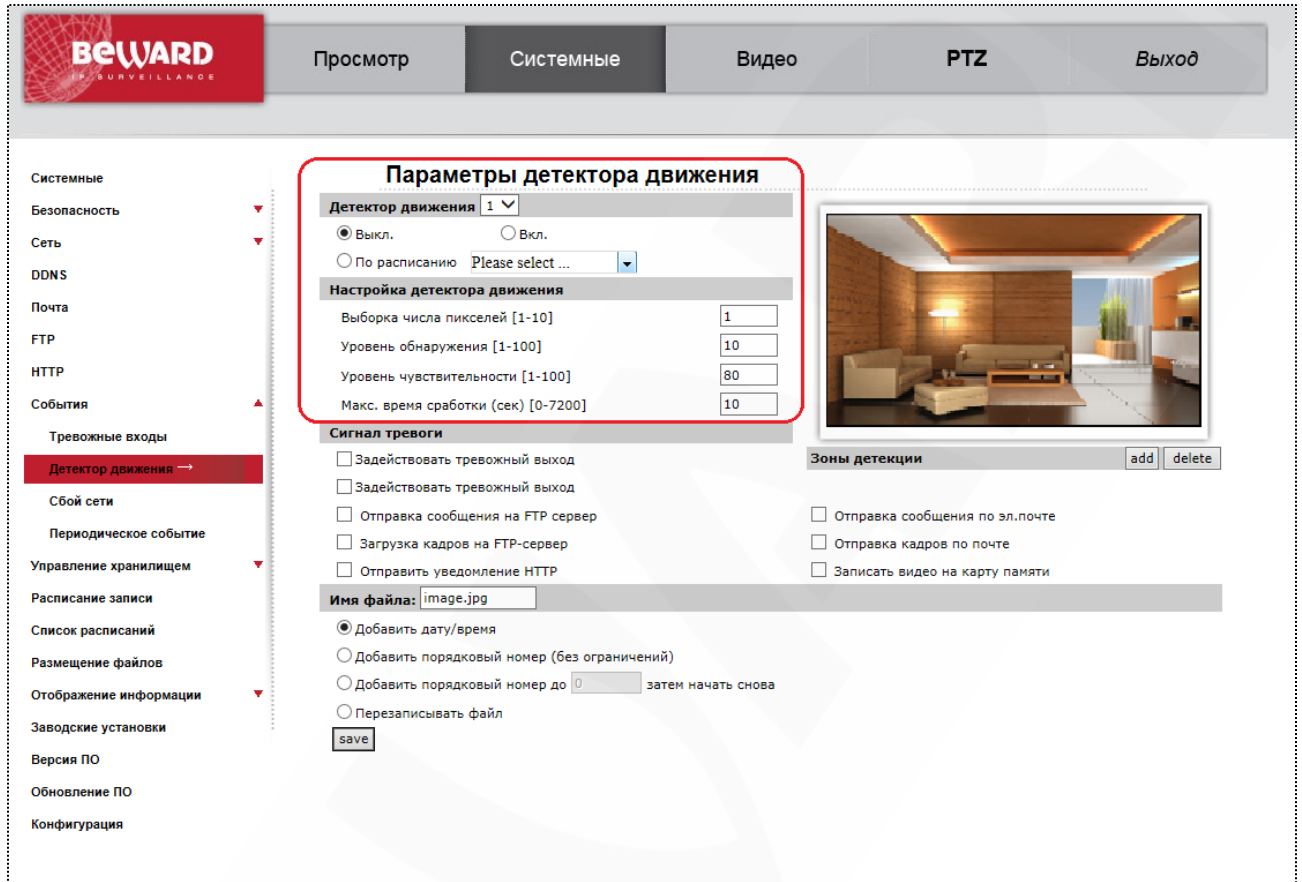 BEWARD
IP SURVEILLANCE
Просмотр
Системные
Видео
PTZ
Выход
Системные
Безопасность
Сеть
DDNS
Почта
FTP
HTTP
События
Тревожные входы
Детектор движения →
Сбой сети
Периодическое событие
Управление хранилищем
Расписание записи
Список расписаний
Размещение файлов
Отображение информации
Заводские установки
Версия ПО
Обновление ПО
Конфигурация
Параметры детектора движения
Детектор движения 1
Выкл. Вкл.
По расписанию Please select ...
Настройка детектора движения
Выборка числа пикселей [1-10] 1
Уровень обнаружения [1-100] 10
Уровень чувствительности [1-100] 80
Макс. время сработки (сек) [0-7200] 10
Сигнал тревоги
Зоны детекции add delete
Задействовать тревожный выход
Задействовать тревожный выход
Отправка сообщения на FTP сервер Отправка сообщения по эл.почте
Загрузка кадров на FTP-сервер Отправка кадров по почте
Отправить уведомление HTTP Записать видео на карту памяти
Имя файла: image.jpg
Добавить дату/время
Добавить порядковый номер (без ограничений)
Добавить порядковый номер до 0 затем начать снова
Перезаписывать файл
save